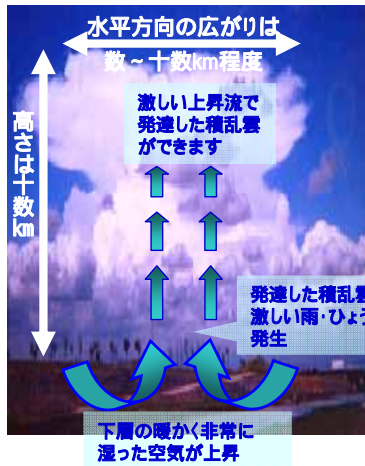 水平方向の広がりは
数～十数km程度
激しい上昇流で
発達した積乱雲
ができます
高さは十数km
発達した積乱雲
激しい雨・ひょう
発生
下層の暖かく非常に
湿った空気が上昇